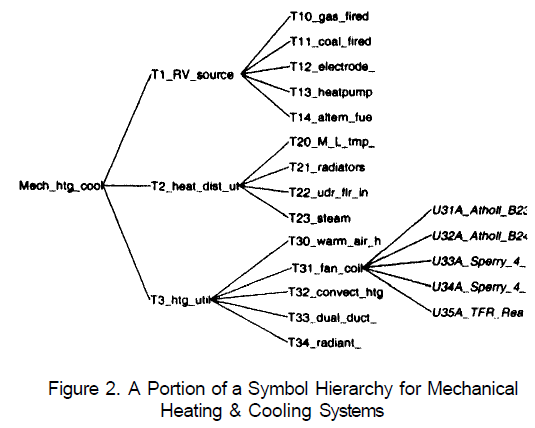 T10_gas_fired
T11_coal_fired
T12_electrode_
T1_RV_source
T13_heatpump
T14_altern_fue
T20_M_L_tmp_
T21_radiators
Mech_htg_cool
T2_heat_dist_ut
T22_udr_flr_in
T23_steam
U31A_Atholl_B23
T30_warm_air_h
U32A_Atholl_B24
T31_fan_coil
U33A_Sperry_4_
T32_convect_htg
U34A_Sperry_4_
T3_htg_util
T33_dual_duct_
U35A_TFR_Rea
T34_radiant_
Figure 2. A Portion of a Symbol Hierarchy for Mechanical
Heating & Cooling Systems